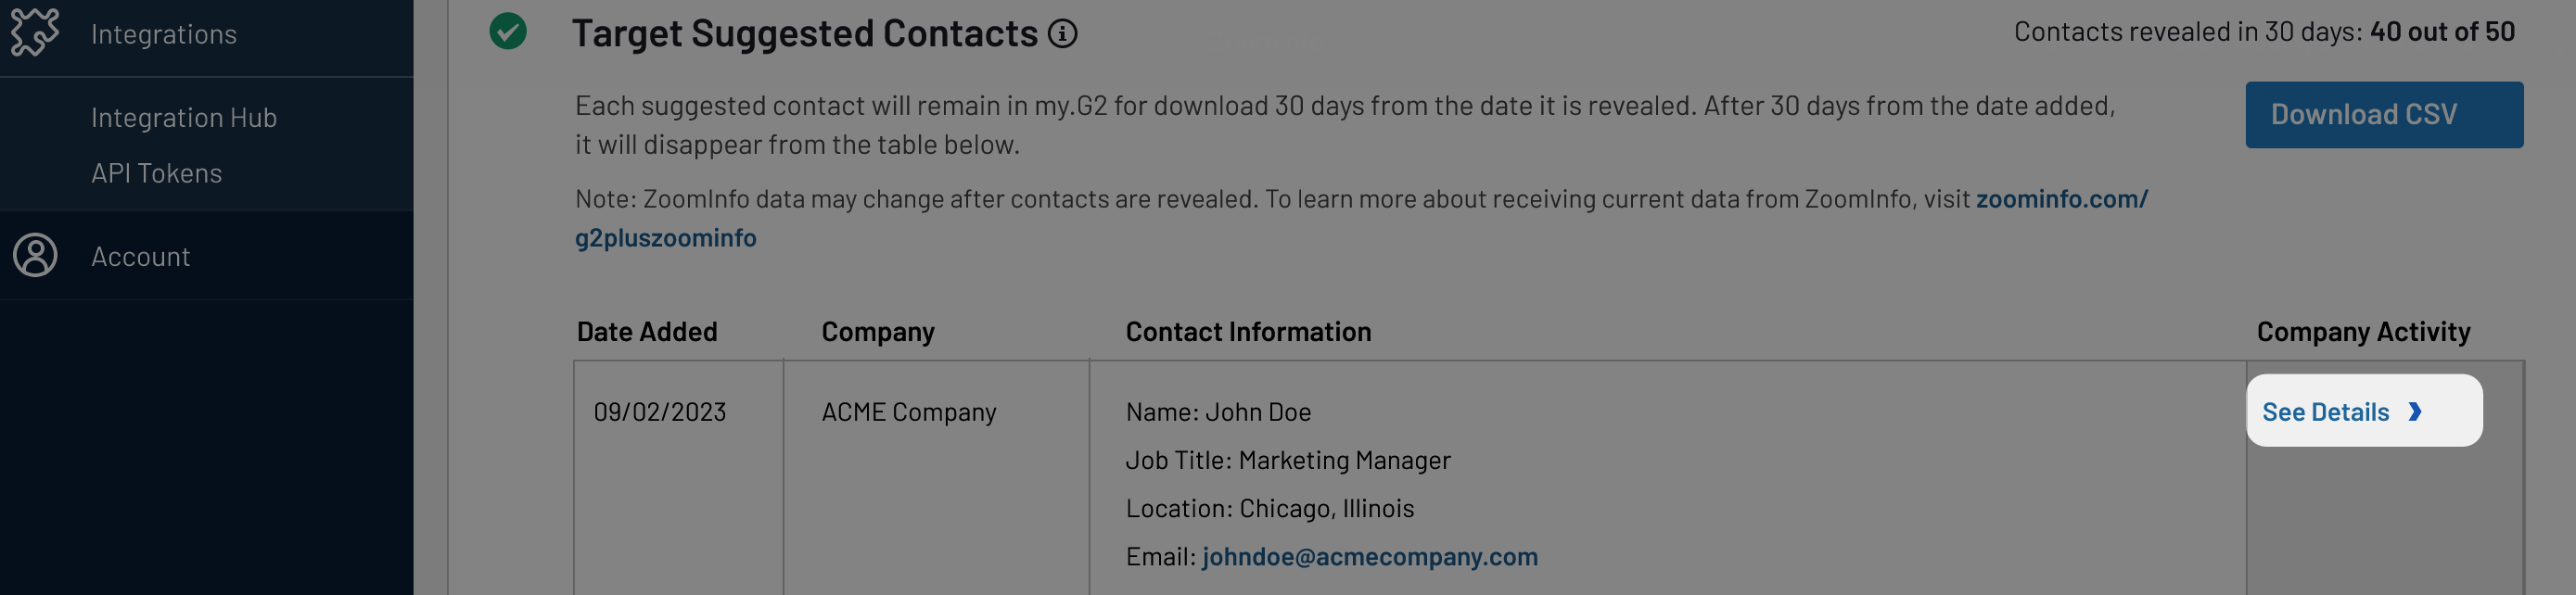 Integrations
Integration Hub
API Tokens
Account
Target Suggested Contacts
Contacts revealed in 30 days: 40 out of 50
Each suggested contact will remain in my.G2 for download 30 days from the date it is revealed. After 30 days from the date added,
it will disappear from the table below.
Download CSV
Note: ZoomInfo data may change after contacts are revealed. To learn more about receiving current data from ZoomInfo, visit zoominfo.com/
g2pluszoominfo
Date Added Company Contact Information Company Activity
09/02/2023 ACME Company Name: John Doe See Details
Job Title: Marketing Manager
Location: Chicago, Illinois
Email: johndoe@acmecompany.com